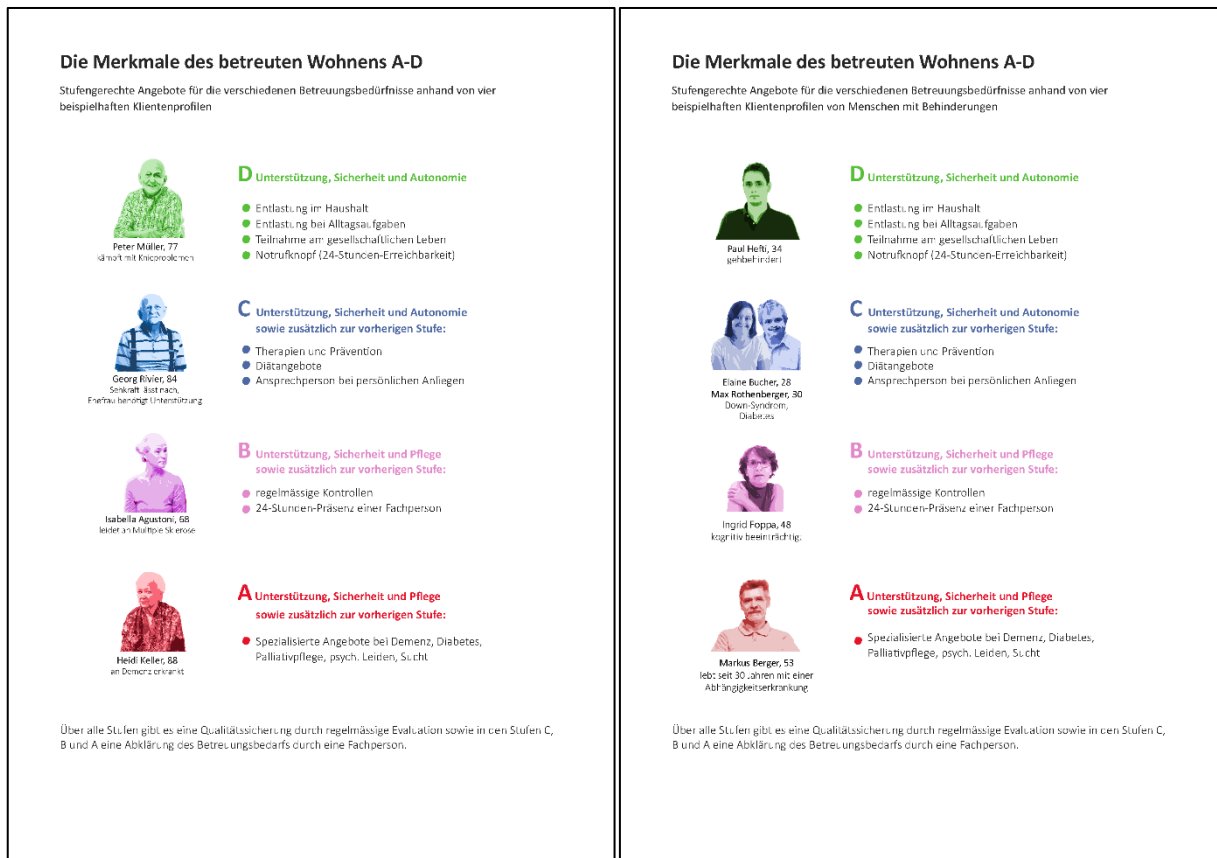 Die Merkmale des betreuten Wohnens A-D
Stufengerechte Angebote für die verschiedenen Betreuungsbedürfnisse anhand von vier
beispielhaften Klientenprofilen
D Unterstützung, Sicherheit und Autonomie
Entlastung im Haushalt
Entlastung bei Alltagsaufgaben
Teilnahme am gesellschaftlichen Leben
Notrufknopf (24-Stunden-Erreichbarkeit)
Peter Müller, 77
kämpft mit Knieproblemen
C Unterstützung, Sicherheit und Autonomie
sowie zusätzlich zur vorherigen Stufe:
Therapien und Prävention
Diätangebote
Ansprechperson bei persönlichen Anliegen
Georg Rivier, 84
Sehkraft lässt nach,
Ehefrau benötigt Unterstützung
B Unterstützung, Sicherheit und Pflege
sowie zusätzlich zur vorherigen Stufe:
regelmässige Kontrollen
24-Stunden-Präsenz einer Fachperson
Isabella Agustoni, 68
leidet an Multiple Sklerose
A Unterstützung, Sicherheit und Pflege
sowie zusätzlich zur vorherigen Stufe:
Spezialisierte Angebote bei Demenz, Diabetes,
Palliativpflege, psych. Leiden, Sucht
Heidi Keller, 88
an Demenz erkrankt
Über alle Stufen gibt es eine Qualitätssicherung durch regelmässige Evaluation sowie in den Stufen C,
B und A eine Abklärung des Betreuungsbedarfs durch eine Fachperson.
Die Merkmale des betreuten Wohnens A-D
Stufengerechte Angebote für die verschiedenen Betreuungsbedürfnisse anhand von vier
beispielhaften Klientenprofilen von Menschen mit Behinderungen
D Unterstützung, Sicherheit und Autonomie
Entlastung im Haushalt
Entlastung bei Alltagsaufgaben
Teilnahme am gesellschaftlichen Leben
Notrufknopf (24-Stunden-Erreichbarkeit)
Paul Hefti, 34
gehbehindert
C Unterstützung, Sicherheit und Autonomie
sowie zusätzlich zur vorherigen Stufe:
Therapien und Prävention
Diätangebote
Ansprechperson bei persönlichen Anliegen
Elaine Bucher, 28
Max Rothenberger, 30
Down-Syndrom,
Diabetes
B Unterstützung, Sicherheit und Pflege
sowie zusätzlich zur vorherigen Stufe:
regelmässige Kontrollen
24-Stunden-Präsenz einer Fachperson
Ingrid Foppa, 48
kognitiv beeinträchtigt
A Unterstützung, Sicherheit und Pflege
sowie zusätzlich zur vorherigen Stufe:
Spezialisierte Angebote bei Demenz, Diabetes,
Palliativpflege, psych. Leiden, Sucht
Markus Berger, 53
lebt seit 30 Jahren mit einer
Abhängigkeitserkrankung
Über alle Stufen gibt es eine Qualitätssicherung durch regelmässige Evaluation sowie in den Stufen C,
B und A eine Abklärung des Betreuungsbedarfs durch eine Fachperson.